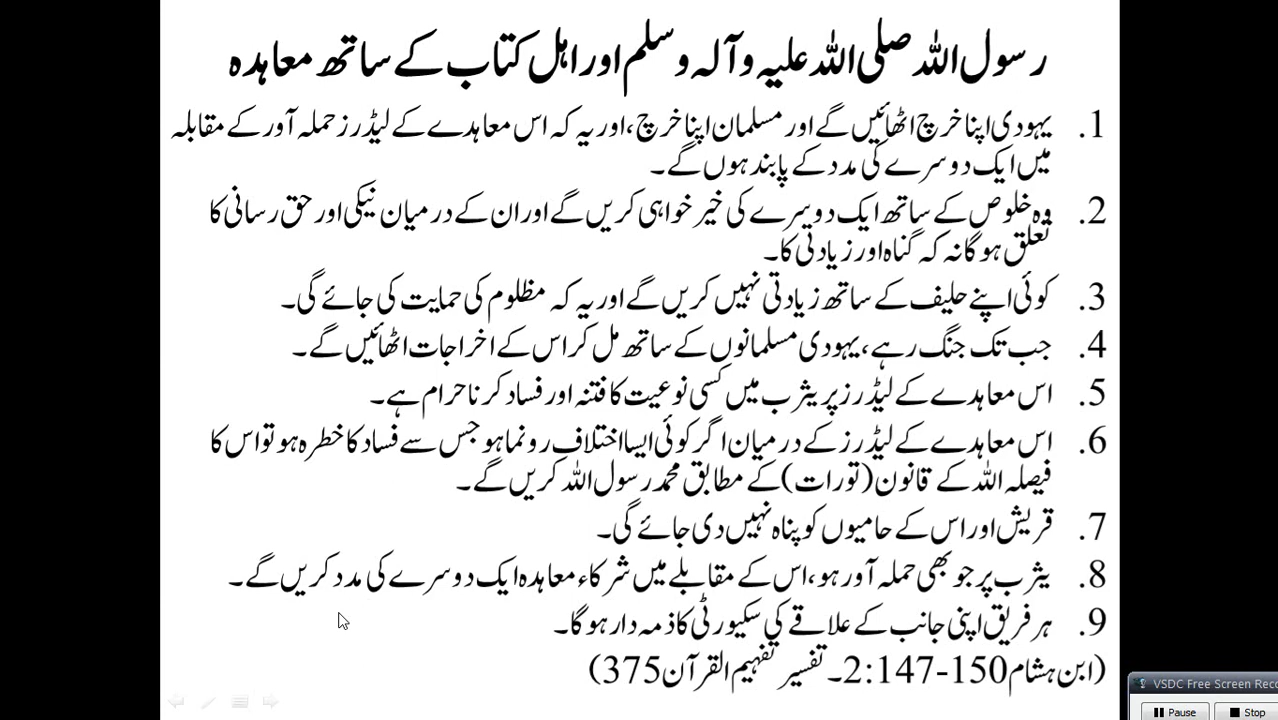 رسول اللہ صلی اللہ علیہ وآلہ وسلم اور اہل کتاب کے ساتھ معاہدہ
1. یہودی اپنا خرچ اٹھائیں گے اور مسلمان اپنا خرچ، اور یہ کہ اس معاہدے کے لیڈرز حملہ آور کے مقابلہ
میں ایک دوسرے کی مدد کے پابند ہوں گے۔
2. وہ خلوص کے ساتھ ایک دوسرے کی خیر خواہی کریں گے اور ان کے درمیان نیکی اور حق رسانی کا
تعلق ہو گا نہ کہ گناہ اور زیادتی کا۔
3. کوئی اپنے حلیف کے ساتھ زیادتی نہیں کریں گے اور یہ کہ مظلوم کی حمایت کی جائے گی۔
4. جب تک جنگ رہے، یہودی مسلمانوں کے ساتھ مل کر اس کے اخراجات اٹھائیں گے۔
5. اس معاہدے کے لیڈرز پر یثرب میں کسی نوعیت کا فتنہ اور فساد کرنا حرام ہے۔
6. اس معاہدے کے لیڈرز کے درمیان اگر کوئی ایسا اختلاف رونما ہو جس سے فساد کا خطرہ ہو تو اس کا
فیصلہ اللہ کے قانون (تورات) کے مطابق محمد رسول اللہ کریں گے۔
7. قریش اور اس کے حامیوں کو پناہ نہیں دی جائے گی۔
8. یثرب پر جو بھی حملہ آور ہو، اس کے مقابلے میں شرکاء معاہدہ ایک دوسرے کی مدد کریں گے۔
9. ہر فریق اپنی جانب کے علاقے کی سکیورٹی کا ذمہ دار ہو گا۔
(ابن ہشام 2:147-150۔ تفسیر تفہیم القرآن 375)
VSDC Free Screen Reco
Pause
Stop